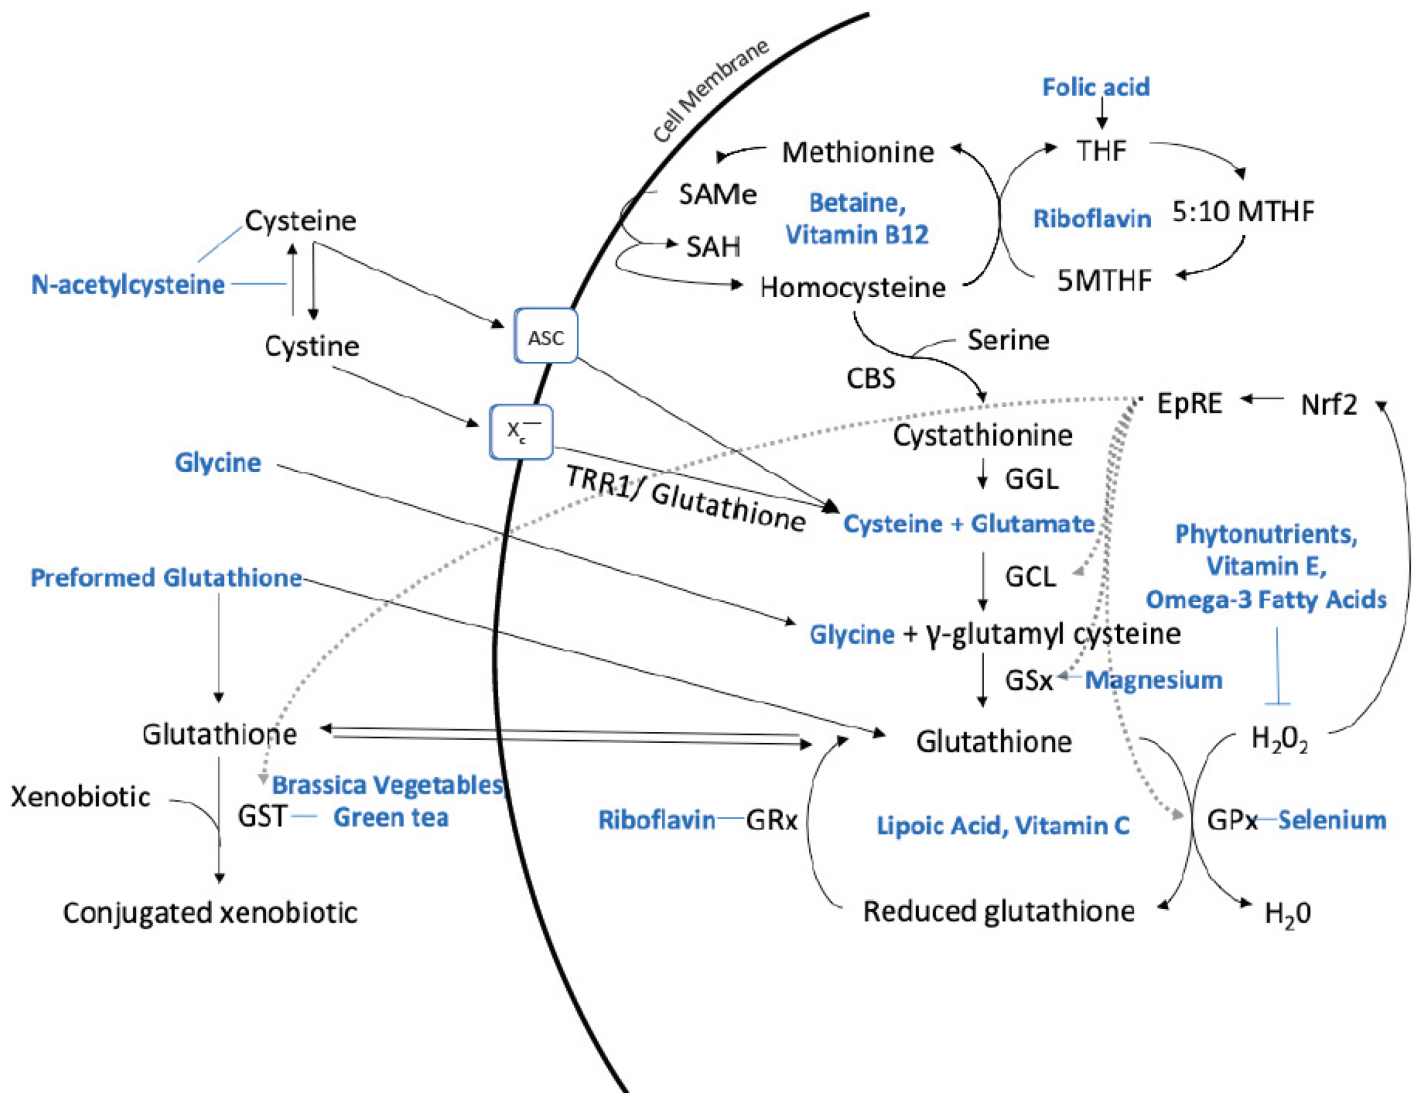 Cell Membrane
Folic acid
Methionine
THF
SAMe
Betaine,
Vitamin B12
Riboflavin
5:10 MTHF
SAH
Homocysteine
5MTHF
Cysteine
N-acetylcysteine
Cystine
ASC
Xc—
Serine
CBS
EpRE
Nrf2
Cystathionine
GGL
Glycine
TRR1/ Glutathione
Cysteine + Glutamate
Phytonutrients,
Vitamin E,
Omega-3 Fatty Acids
GCL
Preformed Glutathione
Glycine + γ-glutamyl cysteine
GSx
Magnesium
Glutathione
Glutathione
H202
Xenobiotic
Brassica Vegetables,
GST
Green tea
Riboflavin
GRx
Lipoic Acid, Vitamin C
GPx
Selenium
Conjugated xenobiotic
Reduced glutathione
H20